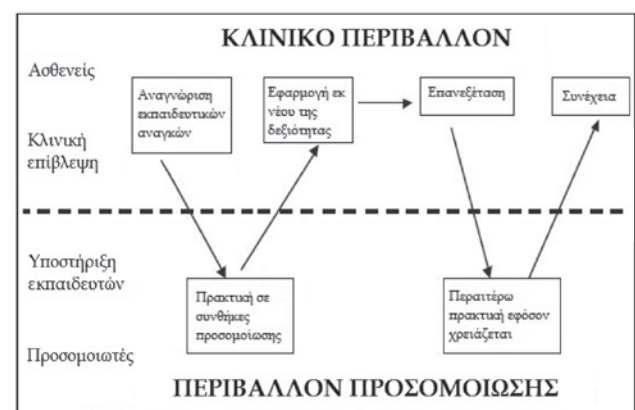 ΚΛΙΝΙΚΟ ΠΕΡΙΒΑΛΛΟΝ
Ασθενείς
Κλινική
επίβλεψη
Αναγνώριση
εκπαιδευτικών
αναγκών
Εφαρμογή εκ
νέου της
δεξιότητας
Επανεξέταση
Συνέχεια
Υποστήριξη
εκπαιδευτών
Προσομοιωτές
Πρακτική σε
συνθήκες
προσομοίωσης
Περαιτέρω
πρακτική εφόσον
χρειάζεται
ΠΕΡΙΒΑΛΛΟΝ ΠΡΟΣΟΜΟΙΩΣΗΣ